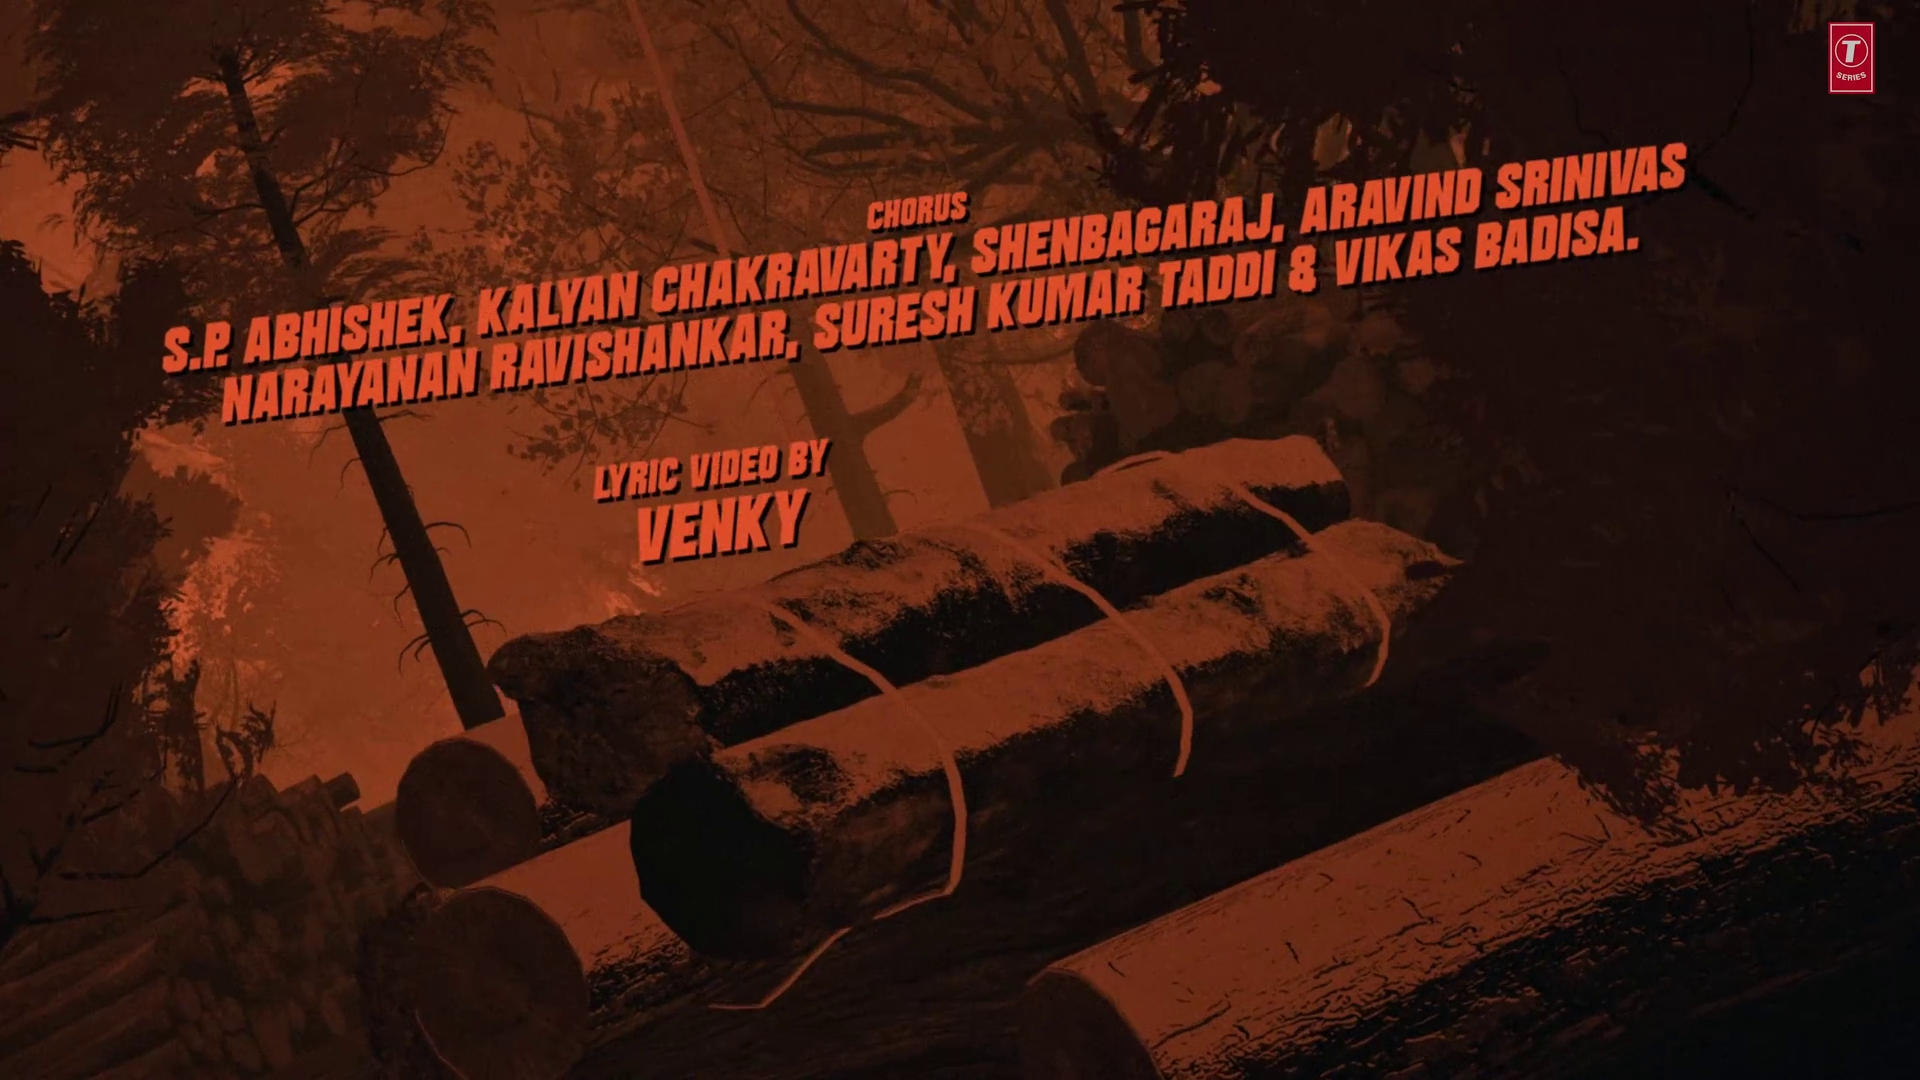 CHORUS
S.P. ABHISHEK, KALYAN CHAKRAVARTY, SHENBAGARAJ, ARAVIND SRINIVAS
NARAYANAN RAVISHANKAR, SURESH KUMAR TADDI & VIKAS BADISA.
LYRIC VIDEO BY
VENKY
T
SERIES